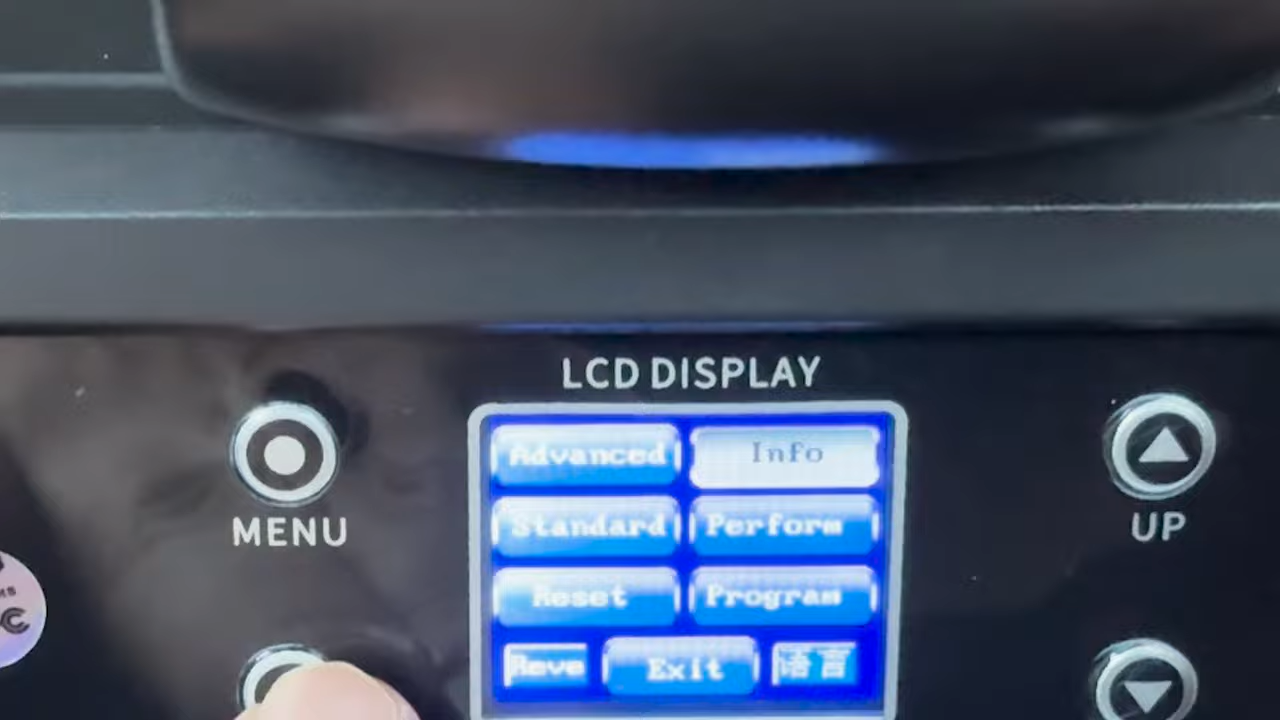 LCD DISPLAY
Advanced Info
MENU
Standard Perform
UP
Reset Program
Reve Exit 语言